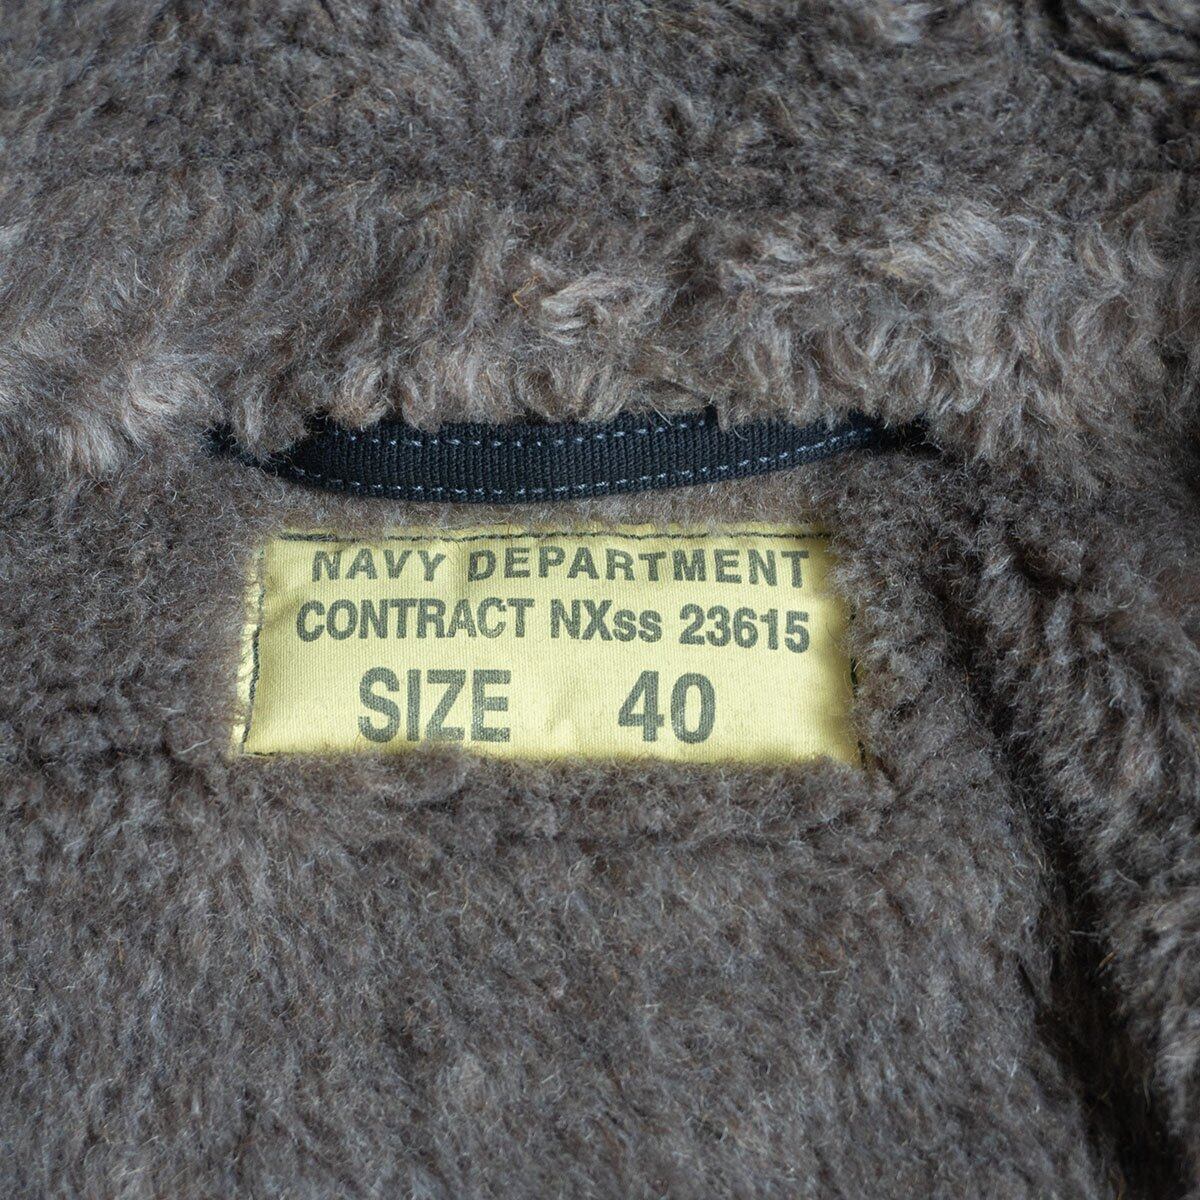 NAVY DEPARTMENT
CONTRACT NXss 23615
SIZE 40